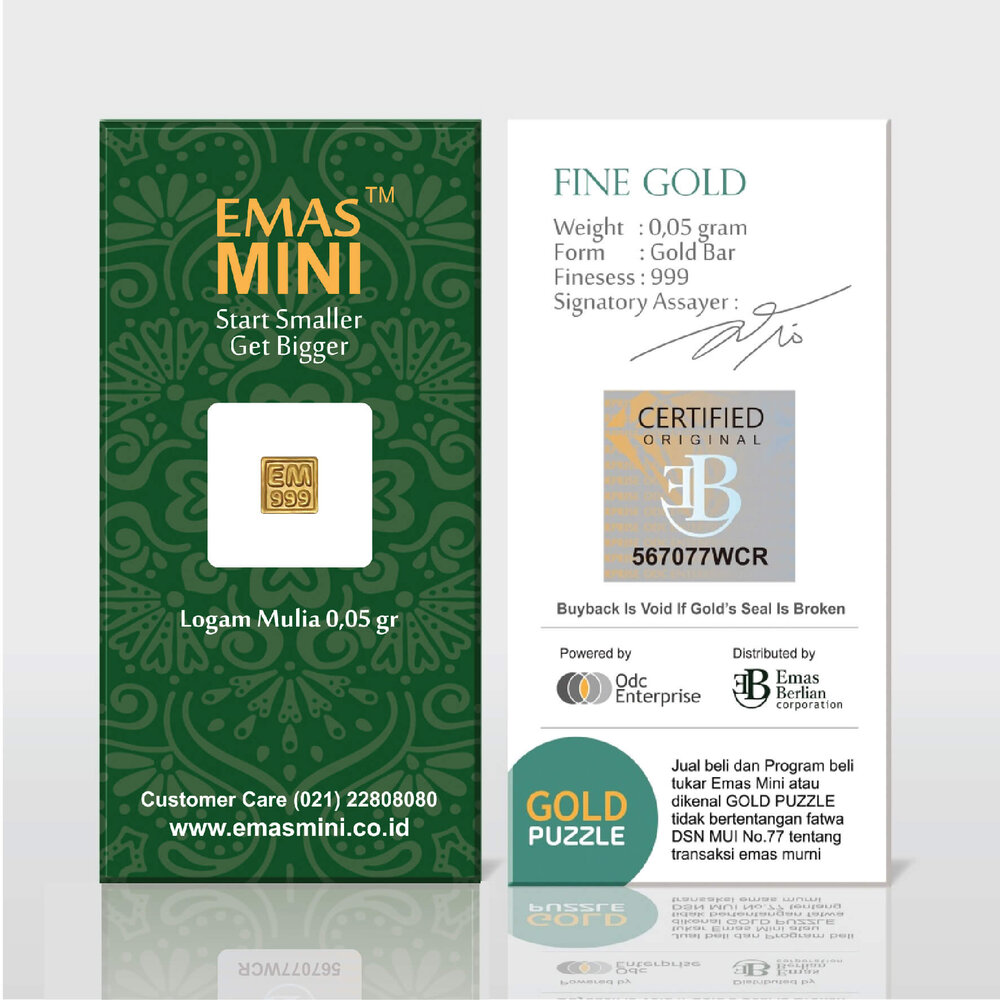 EMAS™
MINI
Start Smaller
Get Bigger
EM
999
Logam Mulia 0,05 gr
Customer Care (021) 22808080
www.emasmini.co.id
FINE GOLD
Weight : 0,05 gram
Form : Gold Bar
Finesess : 999
Signatory Assayer :
CERTIFIED
ORIGINAL
EB
567077WCR
Buyback Is Void If Gold's Seal Is Broken
Powered by
Odc
Enterprise
Distributed by
EB
Emas
Berlian
corporation
GOLD
PUZZLE
Jual beli dan Program beli
tukar Emas Mini atau
dikenal GOLD PUZZLE
tidak bertentangan fatwa
DSN MUI No.77 tentang
transaksi emas murni